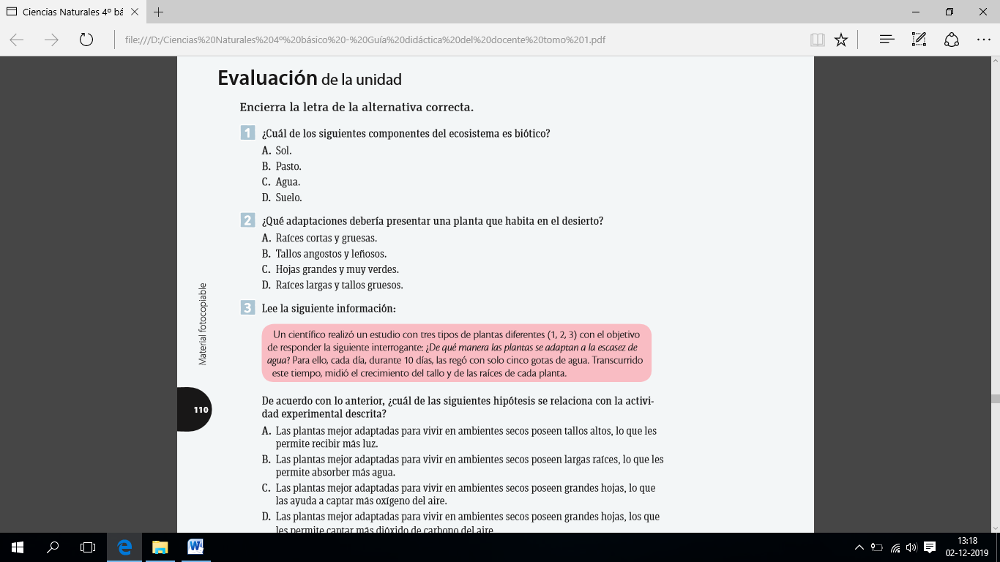 Ciencias Naturales 4º bá
file:///D:/Ciencias%20Naturales%204º%20básico%20-%20Guía%20didáctica%20del%20docente%20tomo%201.pdf
Evaluación de la unidad
Encierra la letra de la alternativa correcta.
1 ¿Cuál de los siguientes componentes del ecosistema es biótico?
A. Sol.
B. Pasto.
C. Agua.
D. Suelo.
2 ¿Qué adaptaciones debería presentar una planta que habita en el desierto?
A. Raíces cortas y gruesas.
B. Tallos angostos y leñosos.
C. Hojas grandes y muy verdes.
D. Raíces largas y tallos gruesos.
3 Lee la siguiente información:
Un científico realizó un estudio con tres tipos de plantas diferentes (1, 2, 3) con el objetivo
de responder la siguiente interrogante: ¿De qué manera las plantas se adaptan a la escasez de
agua? Para ello, cada día, durante 10 días, las regó con solo cinco gotas de agua. Transcurrido
este tiempo, midió el crecimiento del tallo y de las raíces de cada planta.
De acuerdo con lo anterior, ¿cuál de las siguientes hipótesis se relaciona con la activi-
dad experimental descrita?
A. Las plantas mejor adaptadas para vivir en ambientes secos poseen tallos altos, lo que les
permite recibir más luz.
B. Las plantas mejor adaptadas para vivir en ambientes secos poseen largas raíces, lo que les
permite absorber más agua.
C. Las plantas mejor adaptadas para vivir en ambientes secos poseen grandes hojas, lo que
las ayuda a captar más oxígeno del aire.
D. Las plantas mejor adaptadas para vivir en ambientes secos poseen grandes hojas, los que
les permite captar más dióxido de carbono del aire.
Material fotocopiable
110
13:18
02-12-2019